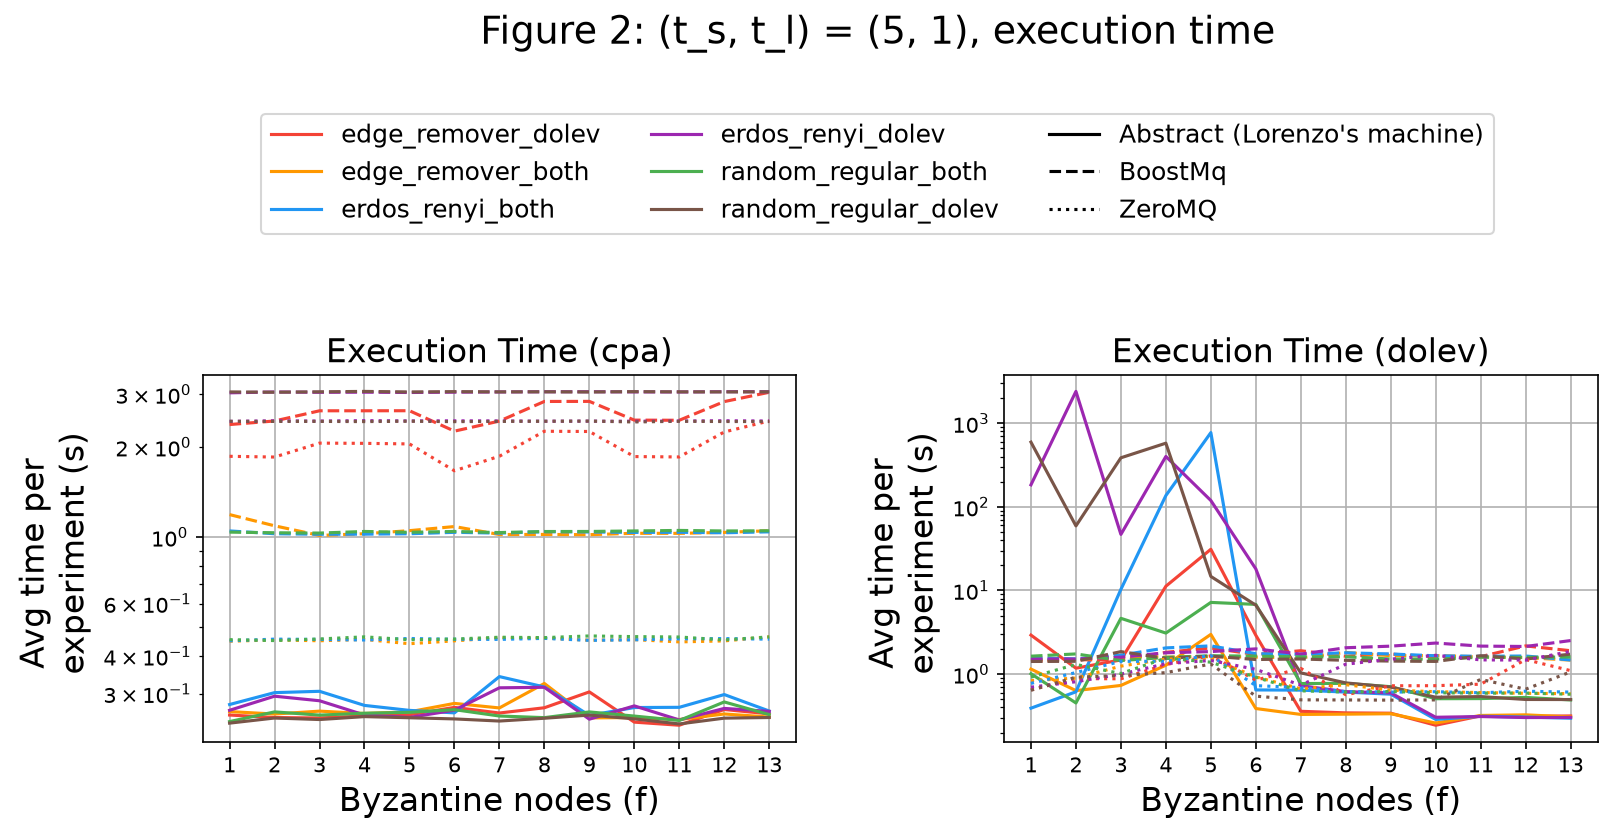 Figure 2: (t_s, t_l) = (5, 1), execution time
edge_remover_dolev
edge_remover_both
erdos_renyi_both
erdos_renyi_dolev
random_regular_both
random_regular_dolev
Abstract (Lorenzo's machine)
BoostMq
ZeroMQ
Execution Time (cpa)
Avg time per
experiment (s)
3 × 10⁰
2 × 10⁰
10⁰
6 × 10⁻¹
4 × 10⁻¹
3 × 10⁻¹
1 2 3 4 5 6 7 8 9 10 11 12 13
Byzantine nodes (f)
Execution Time (dolev)
Avg time per
experiment (s)
10³
10²
10¹
10⁰
1 2 3 4 5 6 7 8 9 10 11 12 13
Byzantine nodes (f)